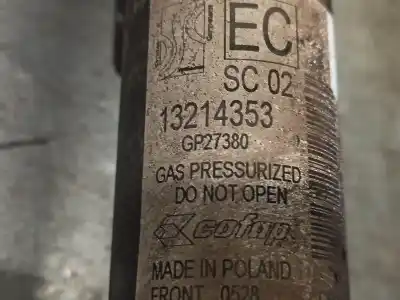 EC
SC 02
13214353
GP27380
GAS PRESSURIZED
DO NOT OPEN
cofap
MADE IN POLAND
FRONT 0528